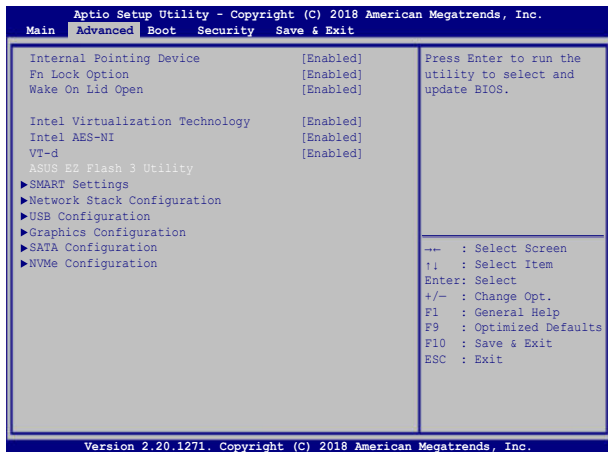 Aptio Setup Utility - Copyright (C) 2018 American Megatrends, Inc.
Main Advanced Boot Security Save & Exit
Internal Pointing Device [Enabled]
Fn Lock Option [Enabled]
Wake On Lid Open [Enabled]
Intel Virtualization Technology [Enabled]
Intel AES-NI [Enabled]
VT-d [Enabled]
ASUS EZ Flash 3 Utility
▶SMART Settings
▶Network Stack Configuration
▶USB Configuration
▶Graphics Configuration
▶SATA Configuration
▶NVMe Configuration
Press Enter to run the
utility to select and
update BIOS.
→← : Select Screen
↑↓ : Select Item
Enter: Select
+/— : Change Opt.
F1 : General Help
F9 : Optimized Defaults
F10 : Save & Exit
ESC : Exit
Version 2.20.1271. Copyright (C) 2018 American Megatrends, Inc.